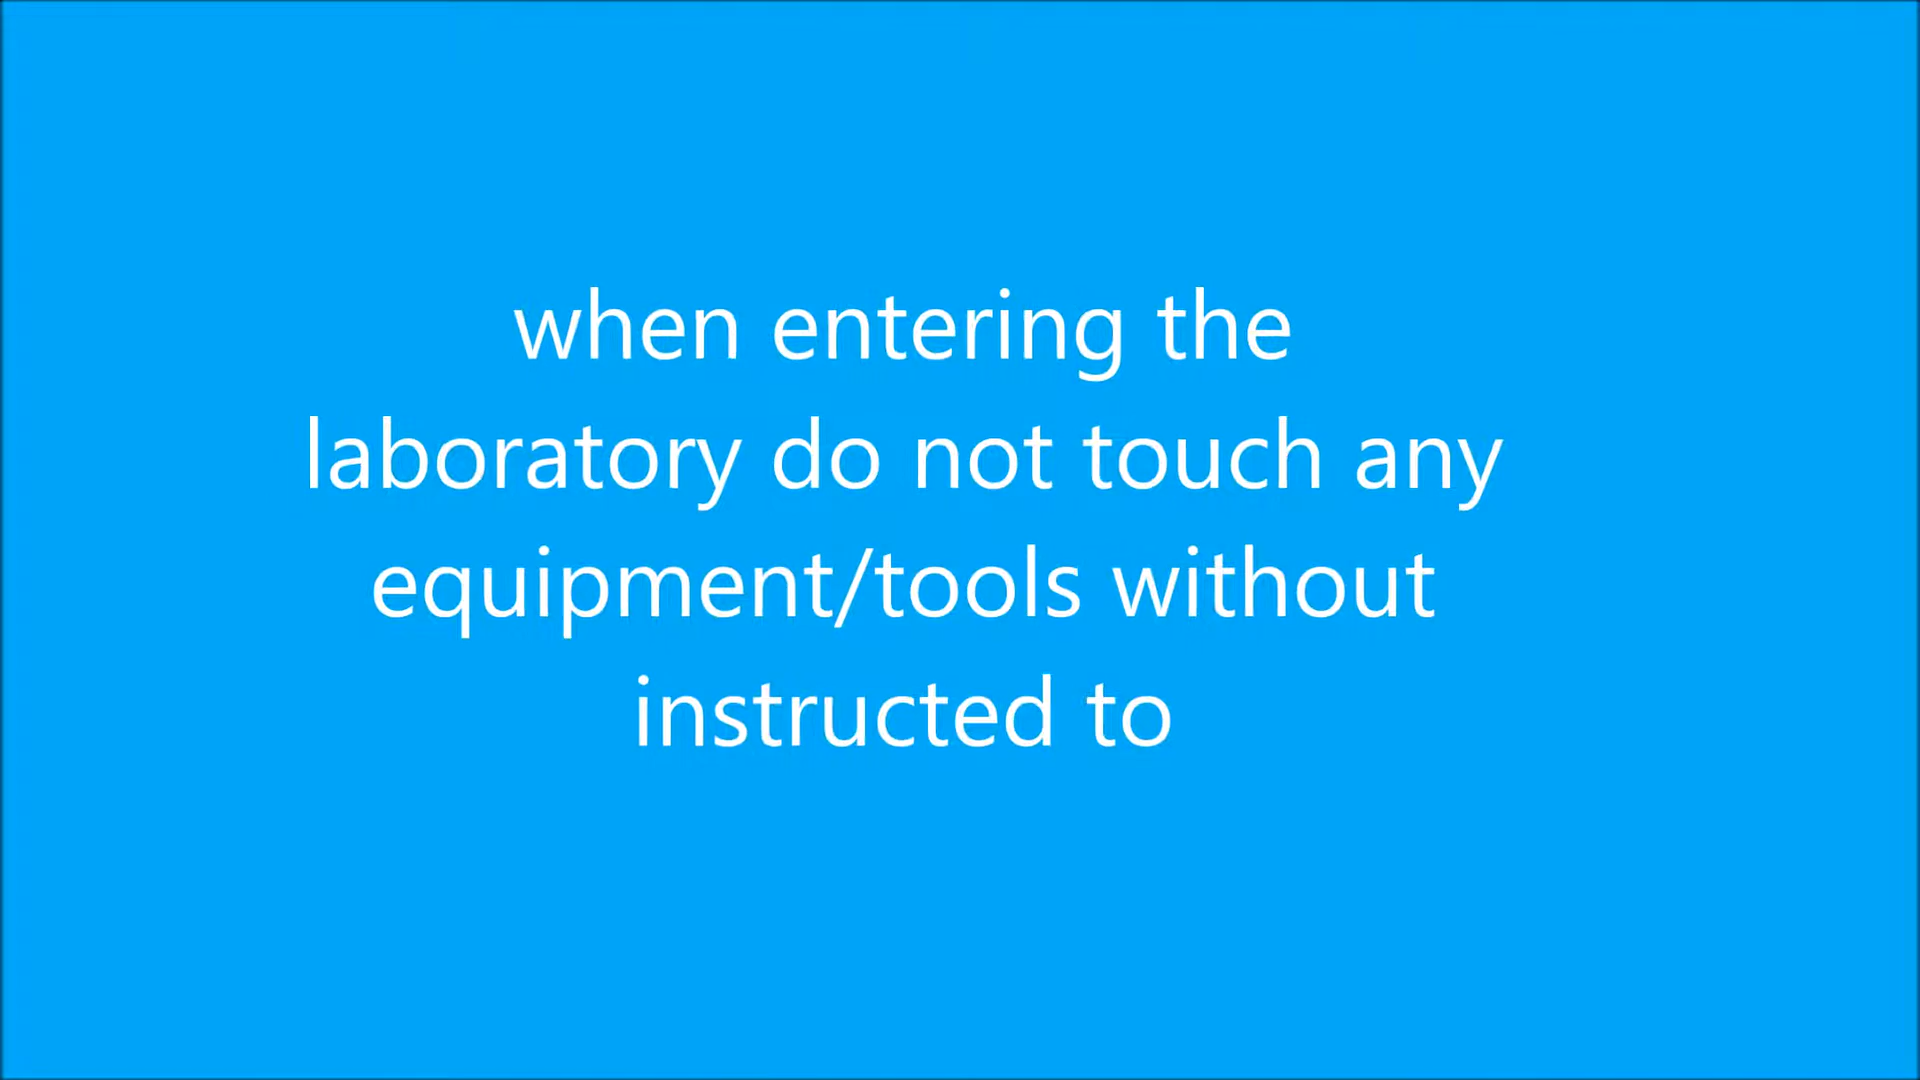 when entering the
laboratory do not touch any
equipment/tools without
instructed to